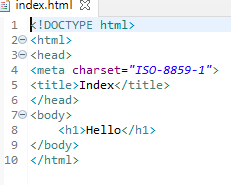 index.html
1 <!DOCTYPE html>
2 <html>
3 <head>
4 <meta charset="ISO-8859-1">
5 <title>Index</title>
6 </head>
7 <body>
8     <h1>Hello</h1>
9 </body>
10 </html>